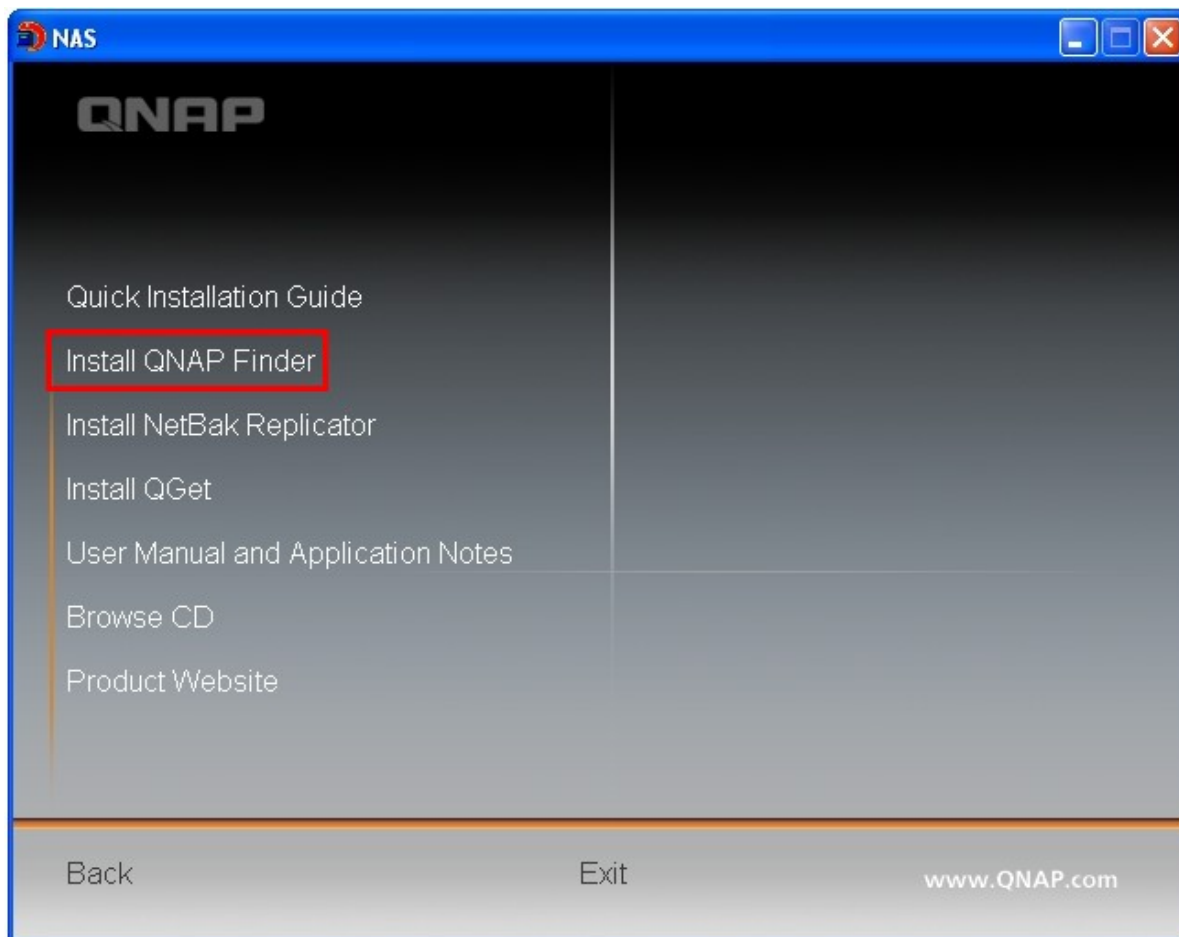 NAS
QNAP
Quick Installation Guide
Install QNAP Finder
Install NetBak Replicator
Install QGet
User Manual and Application Notes
Browse CD
Product Website
Back
Exit
www.QNAP.com